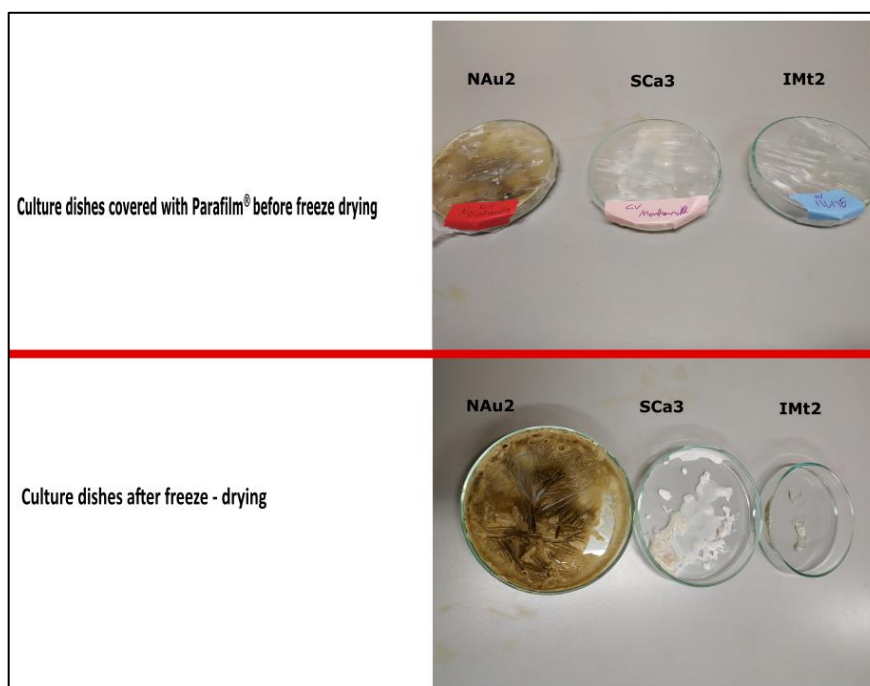 NAu2 SCa3 IMt2
Culture dishes covered with Parafilm® before freeze drying
NAu2 SCa3 IMt2
Culture dishes after freeze - drying